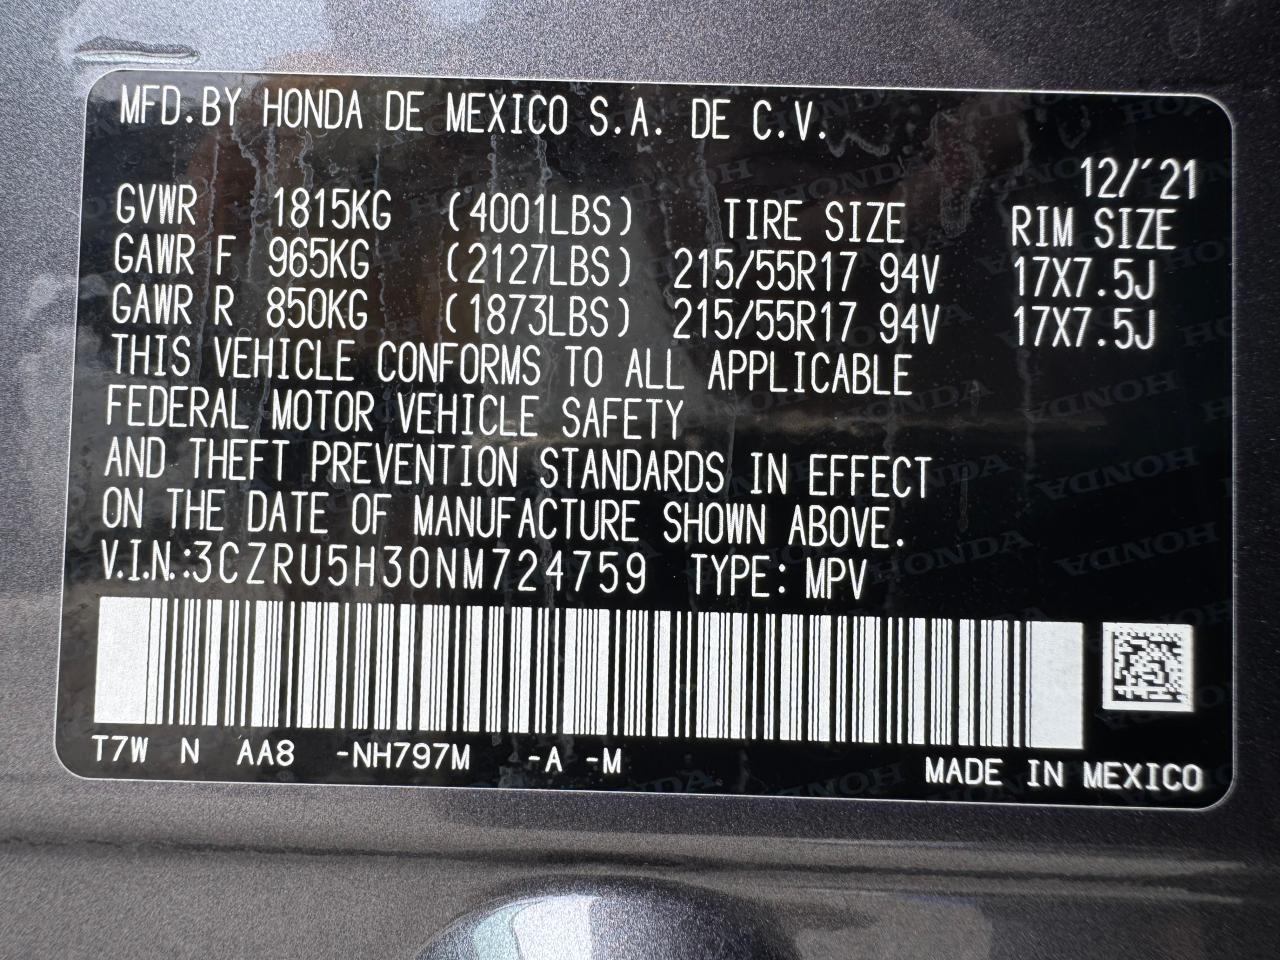 MFD.BY HONDA DE MEXICO S.A. DE C.V.
12/'21
GVWR 1815KG (4001LBS) TIRE SIZE RIM SIZE
GAWR F 965KG (2127LBS) 215/55R17 94V 17X7.5J
GAWR R 850KG (1873LBS) 215/55R17 94V 17X7.5J
THIS VEHICLE CONFORMS TO ALL APPLICABLE
FEDERAL MOTOR VEHICLE SAFETY
AND THEFT PREVENTION STANDARDS IN EFFECT
ON THE DATE OF MANUFACTURE SHOWN ABOVE.
V.I.N.:3CZRU5H30NM724759 TYPE: MPV
T7W N AA8 -NH797M -A -M MADE IN MEXICO